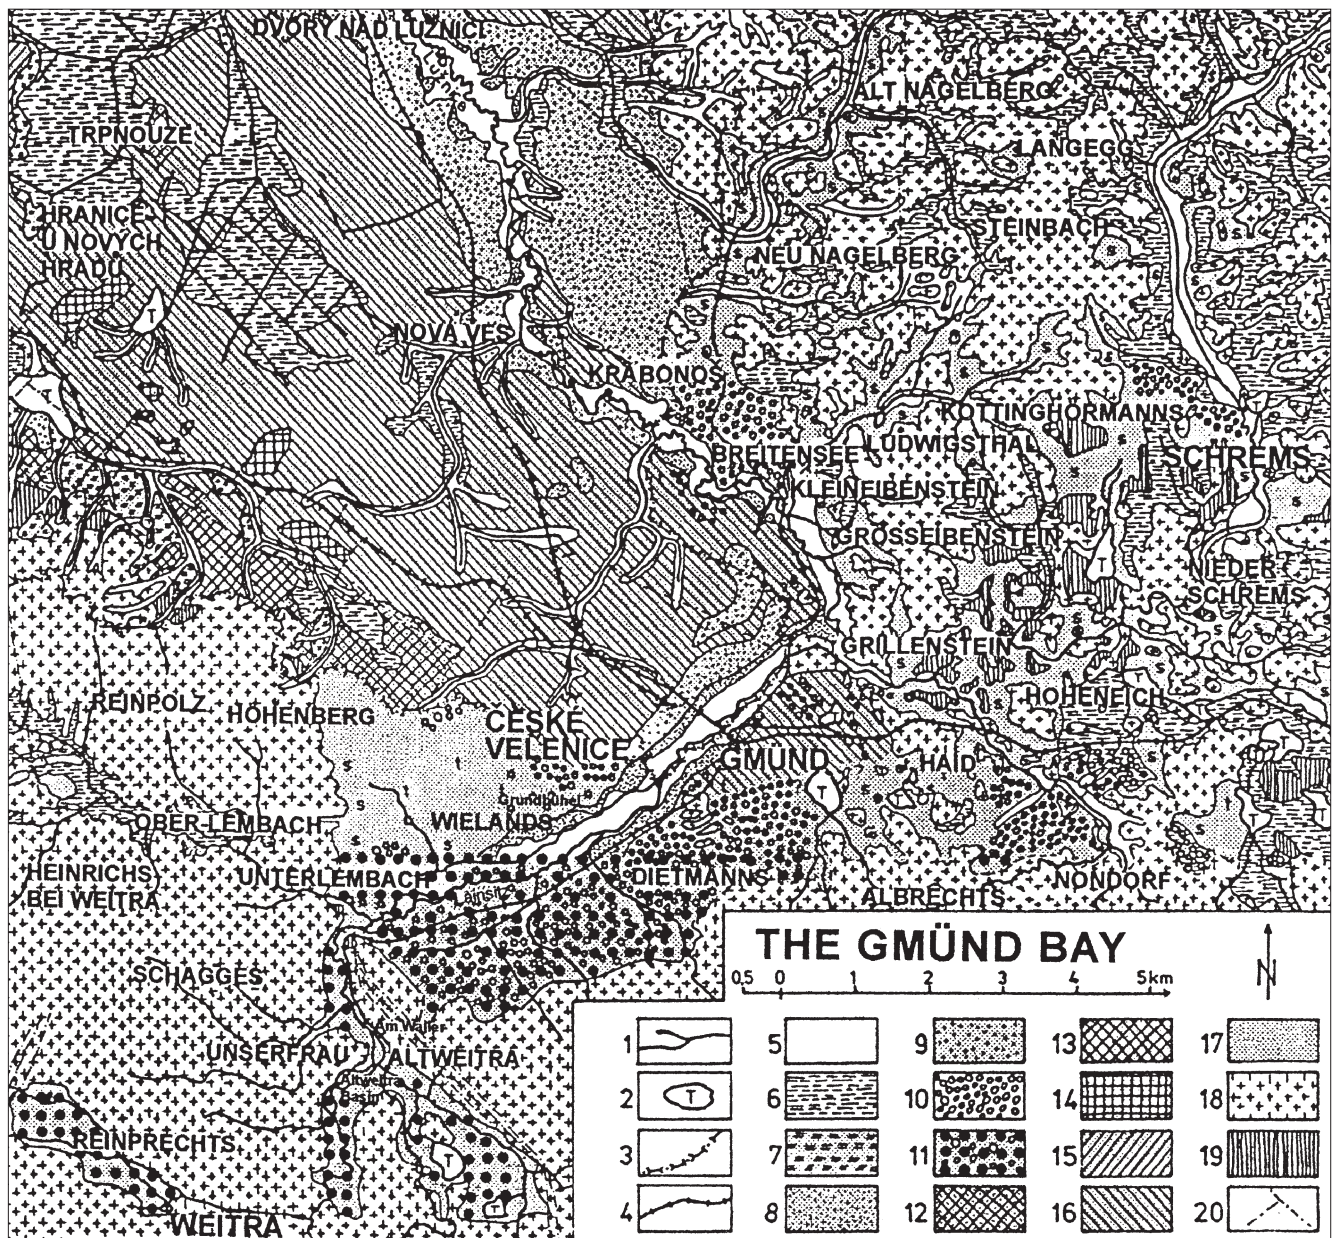 DVORY NAD LUŽNICÍ
ALT NAGELBERG
TRPNOUZE
LANGEGG
HRANICE
U NOVÝCH
HRADŮ
STEINBACH
NEU NAGELBERG
NOVÁ VES
KRABONOŠ
KOTTINGHÖRMANNS
LUDWIGSTHAL
BREITENSEE
SCHREMS
KLEINEIBENSTEIN
GROSSEIBENSTEIN
NIEDER
SCHREMS
GRILLENSTEIN
HOHENEICH
REINPOLZ
HOHENBERG
ČESKÉ
VELENICE
GMÜND
HAID
Grundbühel
WIELANDS
OBER-LEMBACH
HEINRICHS
BEI WEITRA
UNTERLEMBACH
DIETMANNS
NONDORF
ALBRECHTS
Lainsitz
SCHAGGES
Am Waller
UNSERFRAU
ALTWEITRA
Altweitra
Basin
REINPRECHTS
WEITRA
THE GMÜND BAY
N
0,5 0 1 2 3 4 5km
1 5 9 13 17
2 T 6 10 14 18
3 7 11 15 19
4 8 12 16 20